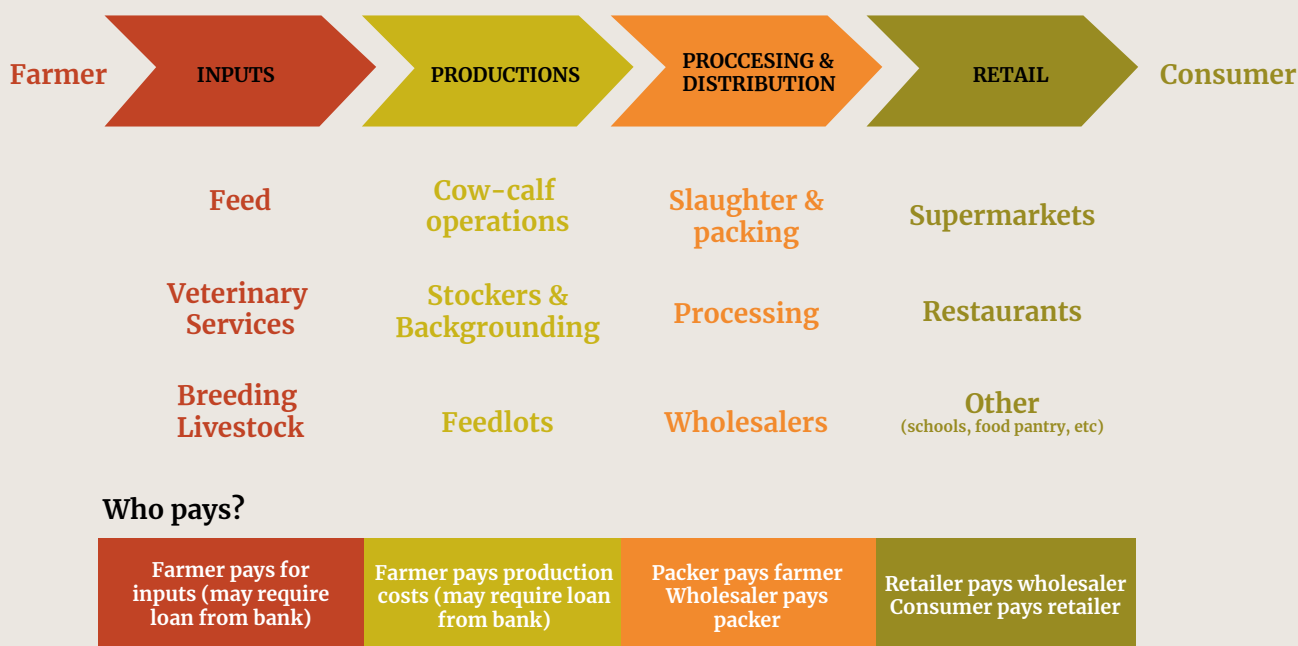 Farmer
INPUTS
PRODUCTIONS
PROCCESING &
DISTRIBUTION
RETAIL
Consumer
Feed
Veterinary
Services
Breeding
Livestock
Cow-calf
operations
Stockers &
Backgrounding
Feedlots
Slaughter &
packing
Processing
Wholesalers
Supermarkets
Restaurants
Other
(schools, food pantry, etc)
Who pays?
Farmer pays for
inputs (may require
loan from bank)
Farmer pays production
costs (may require loan
from bank)
Packer pays farmer
Wholesaler pays
packer
Retailer pays wholesaler
Consumer pays retailer